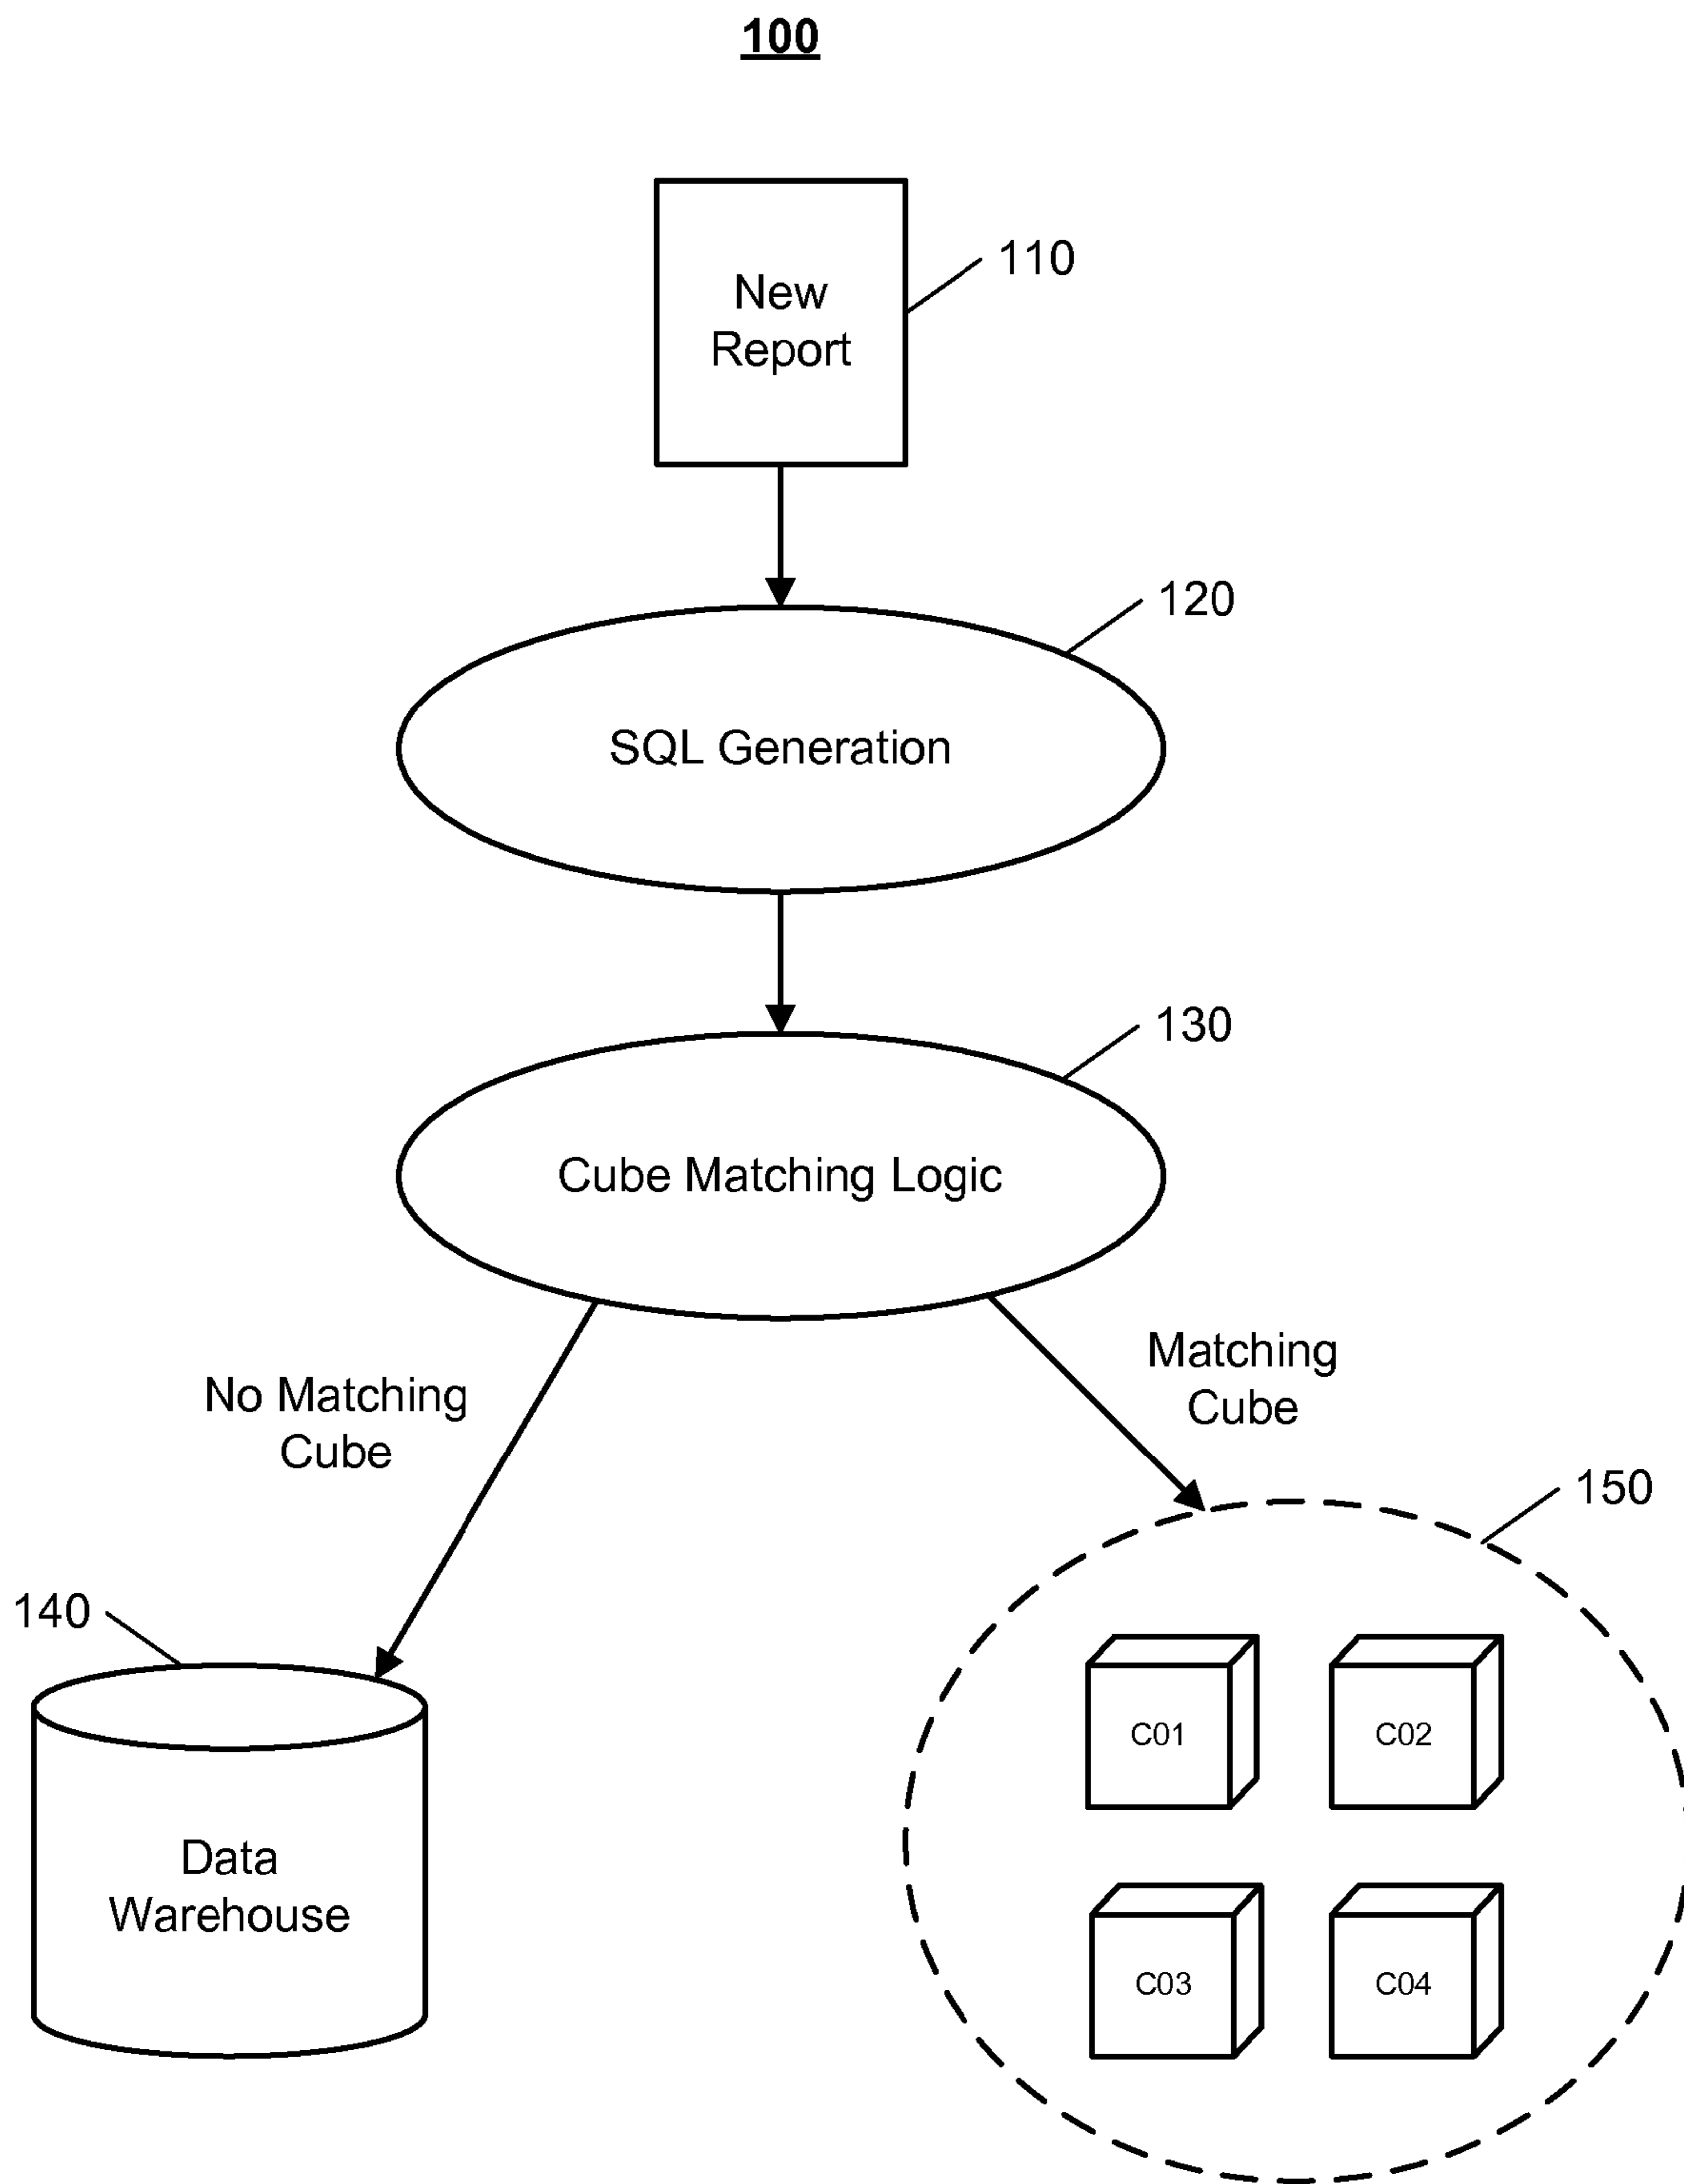 100
New
Report
110
120
SQL Generation
130
Cube Matching Logic
Matching
Cube
No Matching
Cube
150
140
C01
C02
Data
Warehouse
C03
C04